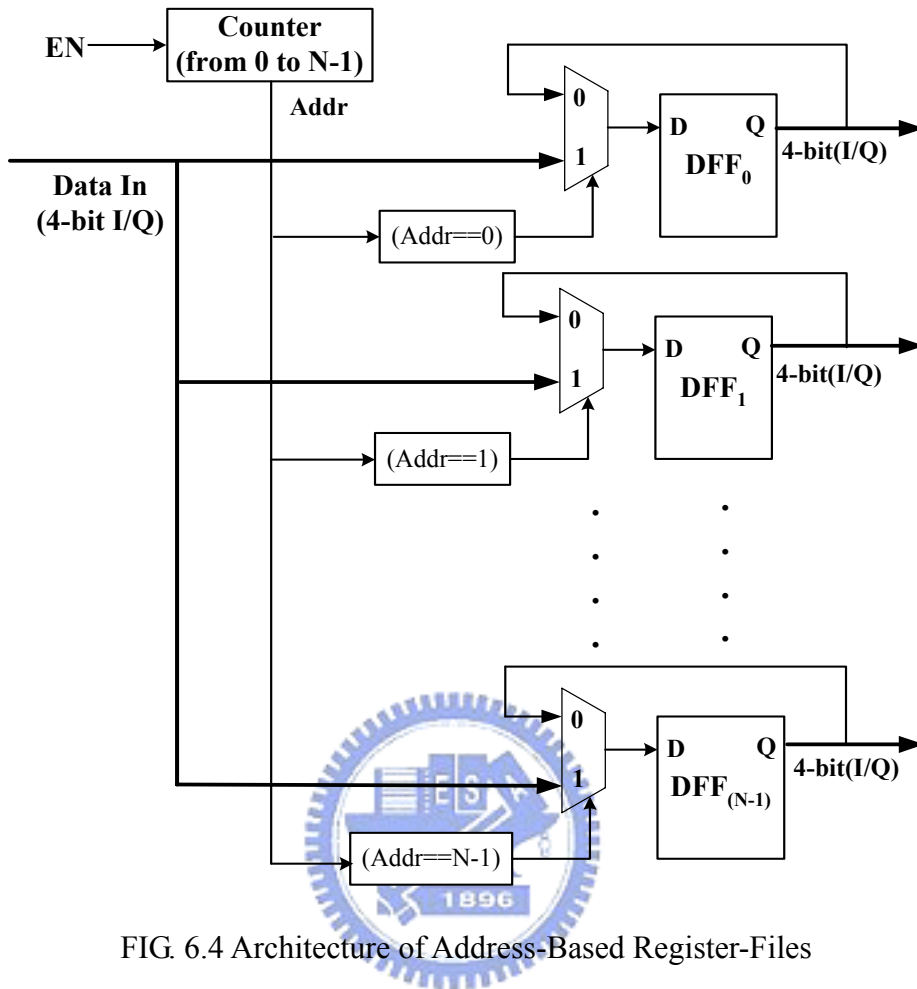 EN
Counter
(from 0 to N-1)
Addr
0
1
D
Q
DFF0
4-bit(I/Q)
Data In
(4-bit I/Q)
(Addr==0)
0
1
D
Q
DFF1
4-bit(I/Q)
(Addr==1)
0
1
D
Q
DFF(N-1)
4-bit(I/Q)
ES
(Addr==N-1)
1896
FIG. 6.4 Architecture of Address-Based Register-Files